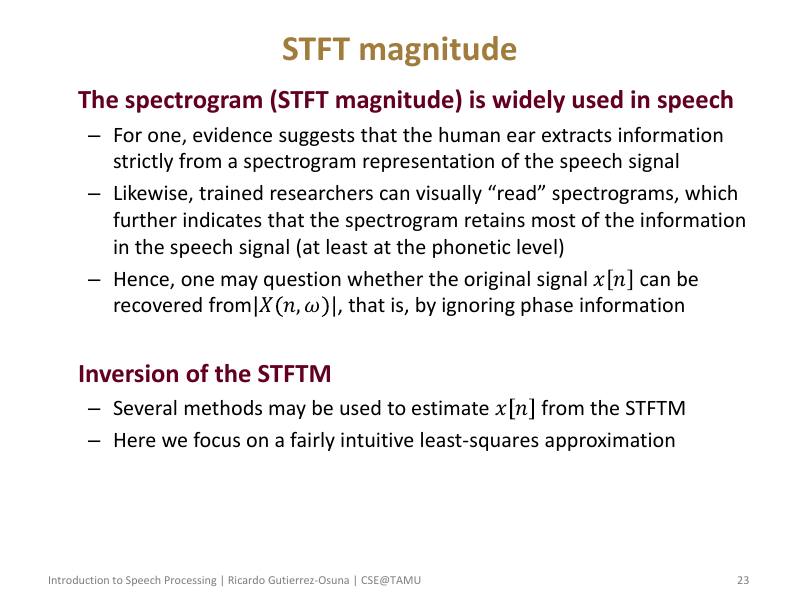 STFT magnitude
The spectrogram (STFT magnitude) is widely used in speech
– For one, evidence suggests that the human ear extracts information
strictly from a spectrogram representation of the speech signal
– Likewise, trained researchers can visually “read” spectrograms, which
further indicates that the spectrogram retains most of the information
in the speech signal (at least at the phonetic level)
– Hence, one may question whether the original signal 𝑥[𝑛] can be
recovered from|𝑋(𝑛, 𝜔)|, that is, by ignoring phase information
Inversion of the STFTM
– Several methods may be used to estimate 𝑥[𝑛] from the STFTM
– Here we focus on a fairly intuitive least-squares approximation
Introduction to Speech Processing | Ricardo Gutierrez-Osuna | CSE@TAMU
23